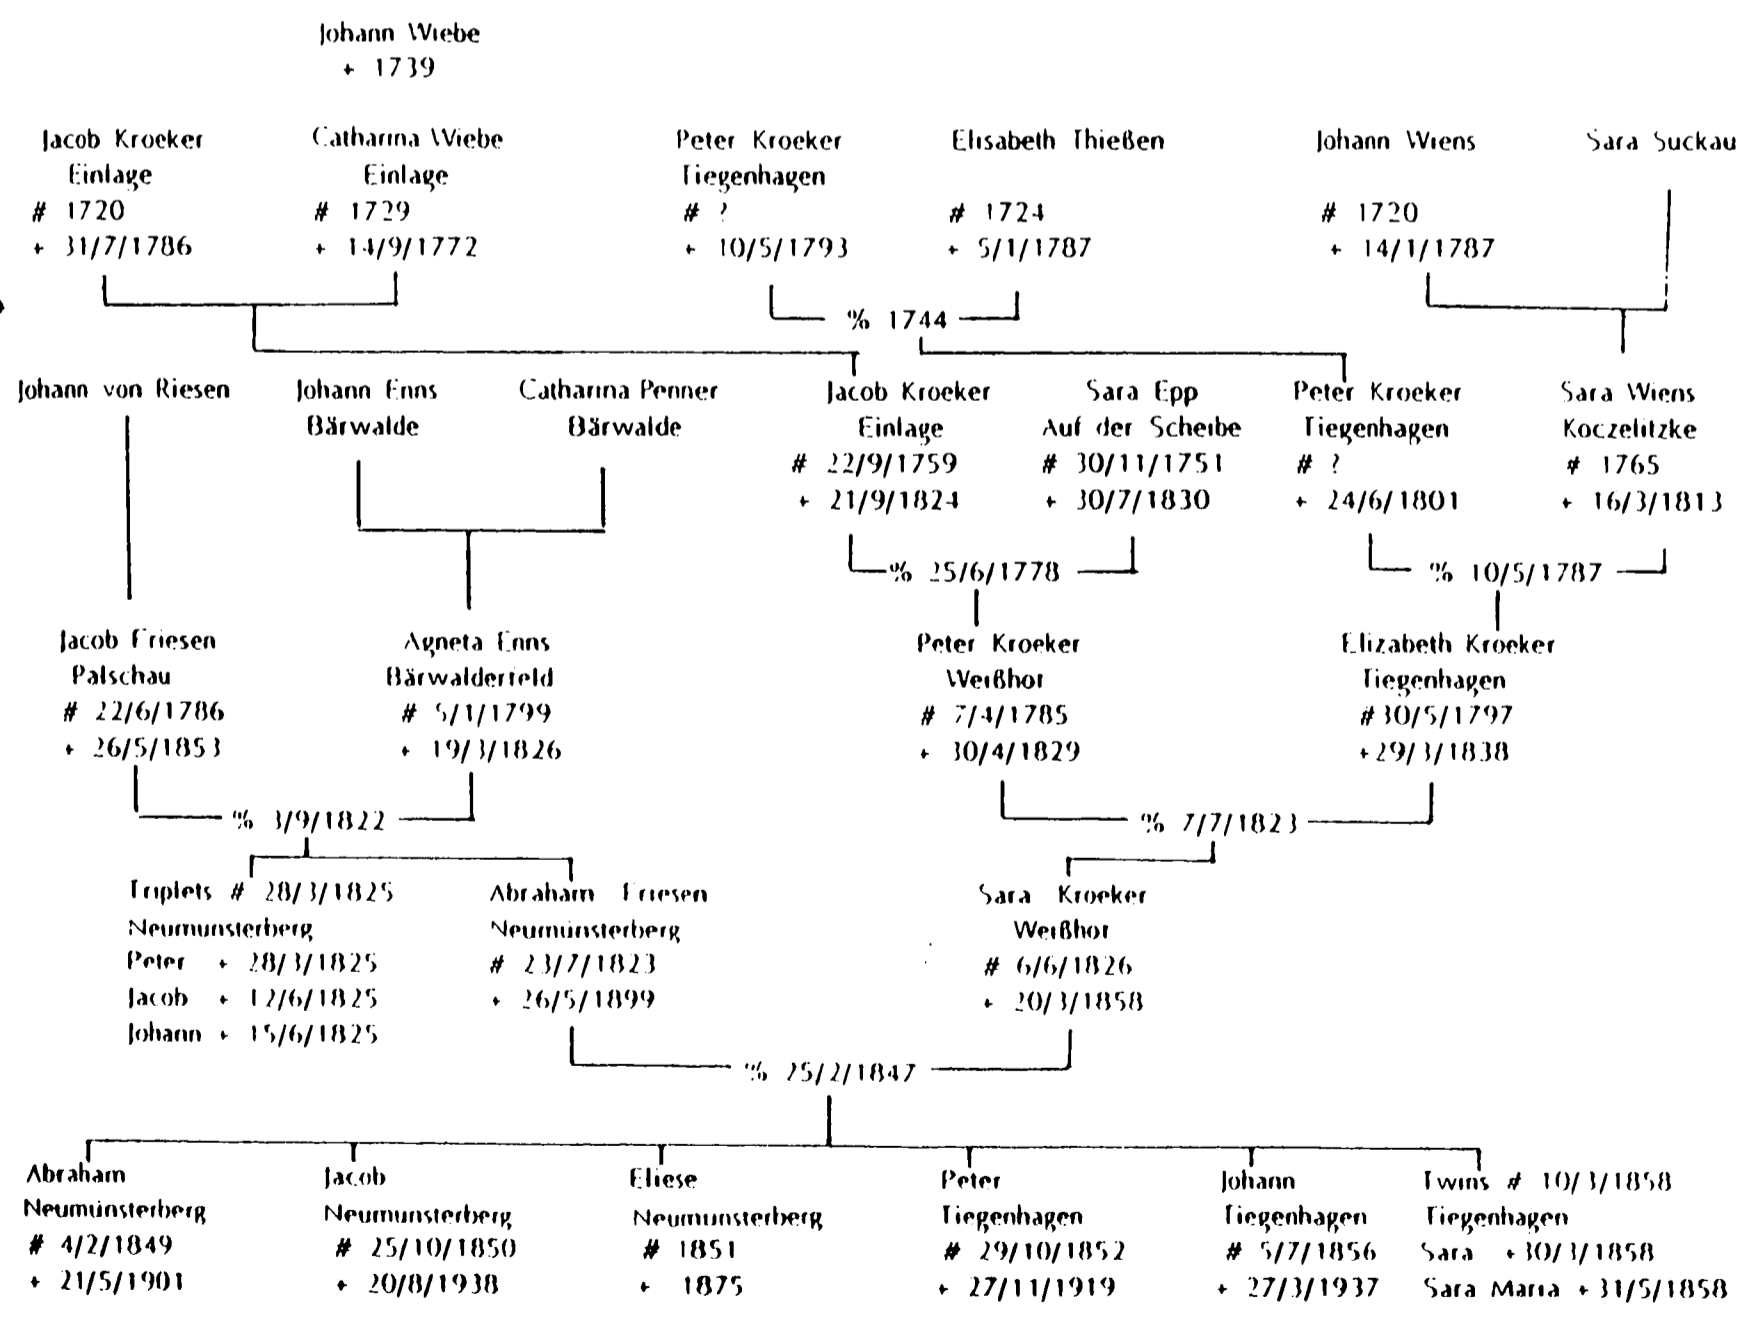 Johann Wiebe
+ 1739
Jacob Kroeker
Einlage
# 1720
+ 31/7/1786
Catharina Wiebe
Einlage
# 1729
+ 14/9/1772
Peter Kroeker
Tiegenhagen
# ?
+ 10/5/1793
Elisabeth Thießen
# 1724
+ 5/1/1787
Johann Wiens
# 1720
+ 14/1/1787
Sara Suckau
% 1744
Johann von Riesen
Johann Enns
Bärwalde
Catharina Penner
Bärwalde
Jacob Kroeker
Einlage
# 22/9/1759
+ 21/9/1824
Sara Epp
Auf der Scheibe
# 30/11/1751
+ 30/7/1830
Peter Kroeker
Tiegenhagen
# ?
+ 24/6/1801
Sara Wiens
Koczelitzke
# 1765
+ 16/3/1813
% 25/6/1778
% 10/5/1787
Jacob Friesen
Palschau
# 22/6/1786
+ 26/5/1853
Agneta Enns
Bärwalderfeld
# 5/1/1799
+ 19/3/1826
Peter Kroeker
Weißhof
# 7/4/1785
+ 30/4/1829
Elizabeth Kroeker
Tiegenhagen
# 30/5/1797
+ 29/3/1838
% 3/9/1822
% 7/7/1823
Triplets # 28/3/1825
Neumunsterberg
Peter + 28/3/1825
Jacob + 12/6/1825
Johann + 15/6/1825
Abraham Friesen
Neumünsterberg
# 23/7/1823
+ 26/5/1899
Sara Kroeker
Weißhof
# 6/6/1826
+ 20/3/1858
% 25/2/1847
Abraham
Neumünsterberg
# 4/2/1849
+ 21/5/1901
Jacob
Neumunsterberg
# 25/10/1850
+ 20/8/1938
Eliese
Neumunsterberg
# 1851
+ 1875
Peter
Tiegenhagen
# 29/10/1852
+ 27/11/1919
Johann
Tiegenhagen
# 5/7/1856
+ 27/3/1937
Twins # 10/3/1858
Tiegenhagen
Sara + 30/3/1858
Sara Maria + 31/5/1858